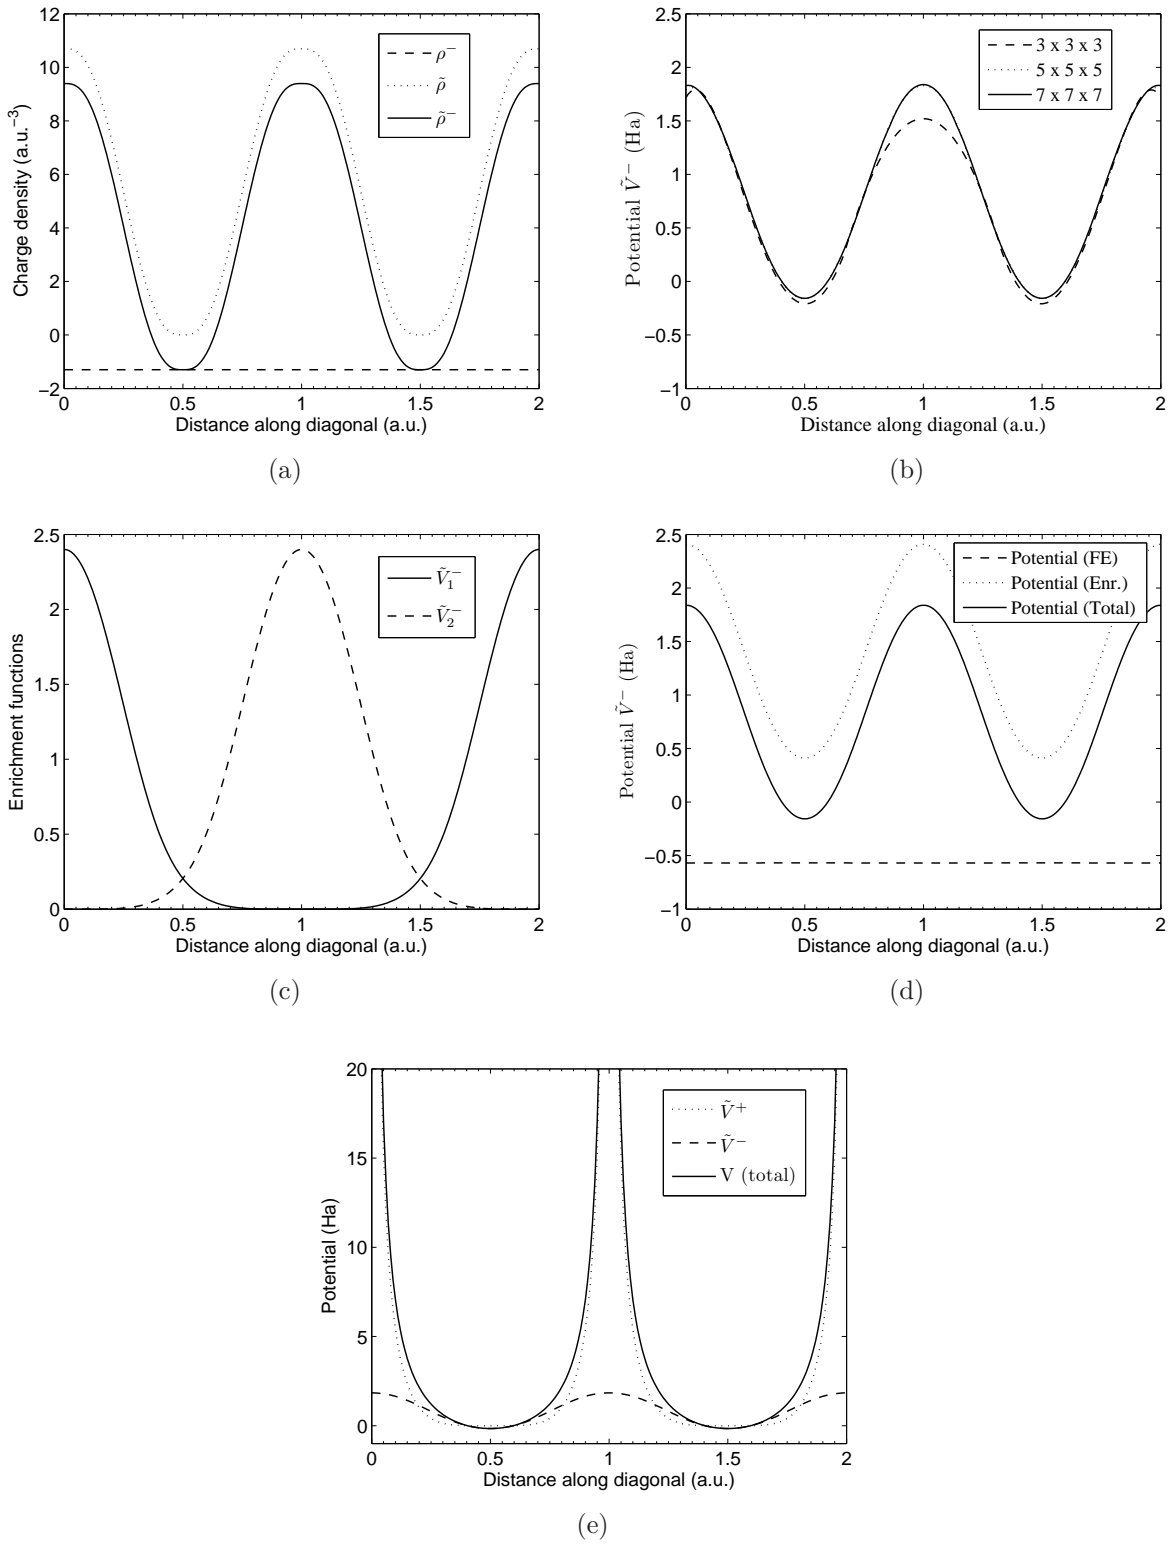 12
10
8
6
4
2
0
−2
0
0.5
1
1.5
2
Charge density (a.u.⁻³)
Distance along diagonal (a.u.)
ρ⁻
ρ̃
ρ̃⁻
(a)
2.5
2
1.5
1
0.5
0
−0.5
−1
0
0.5
1
1.5
2
Potential Ṽ⁻ (Ha)
Distance along diagonal (a.u.)
3 x 3 x 3
5 x 5 x 5
7 x 7 x 7
(b)
2.5
2
1.5
1
0.5
0
0
0.5
1
1.5
2
Enrichment functions
Distance along diagonal (a.u.)
Ṽ₁⁻
Ṽ₂⁻
(c)
2.5
2
1.5
1
0.5
0
−0.5
−1
0
0.5
1
1.5
2
Potential Ṽ⁻ (Ha)
Distance along diagonal (a.u.)
Potential (FE)
Potential (Enr.)
Potential (Total)
(d)
20
15
10
5
0
0
0.5
1
1.5
2
Potential (Ha)
Distance along diagonal (a.u.)
Ṽ⁺
Ṽ⁻
V (total)
(e)